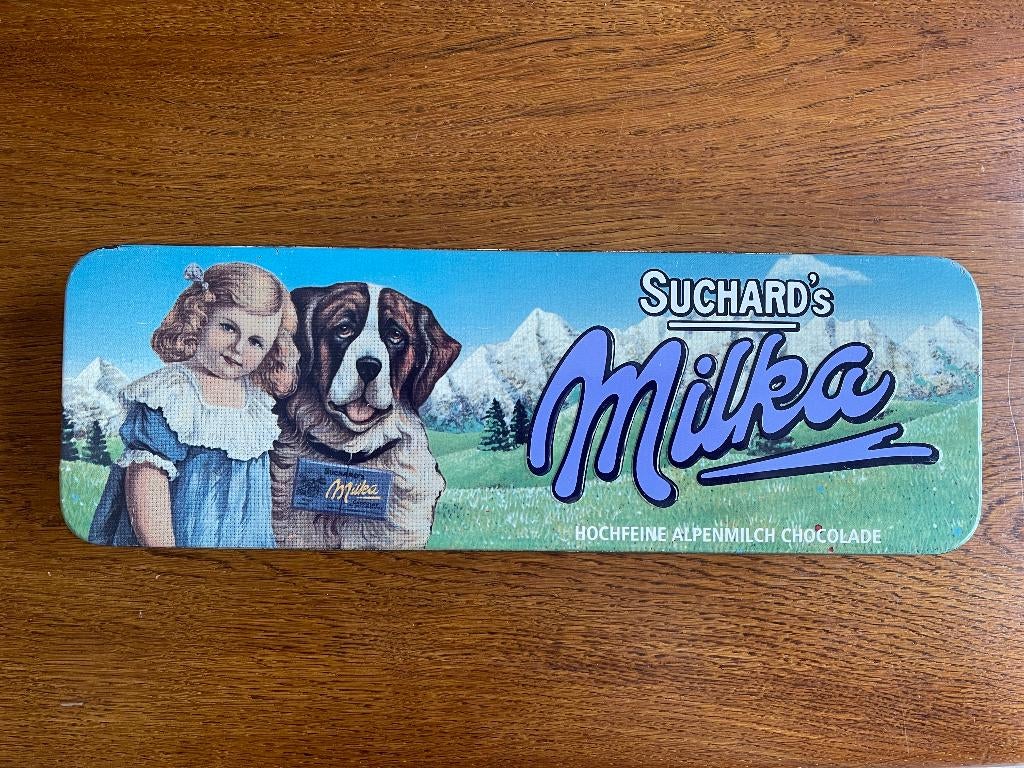 SUCHARD's
Milka
HOCHFEINE ALPENMILCH CHOCOLADE
Milka